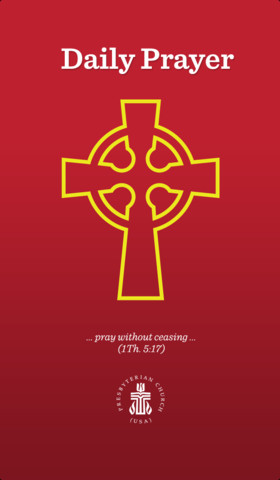 Daily Prayer
... pray without ceasing ...
(1Th. 5:17)
PRESBYTERIAN CHURCH
(USA)